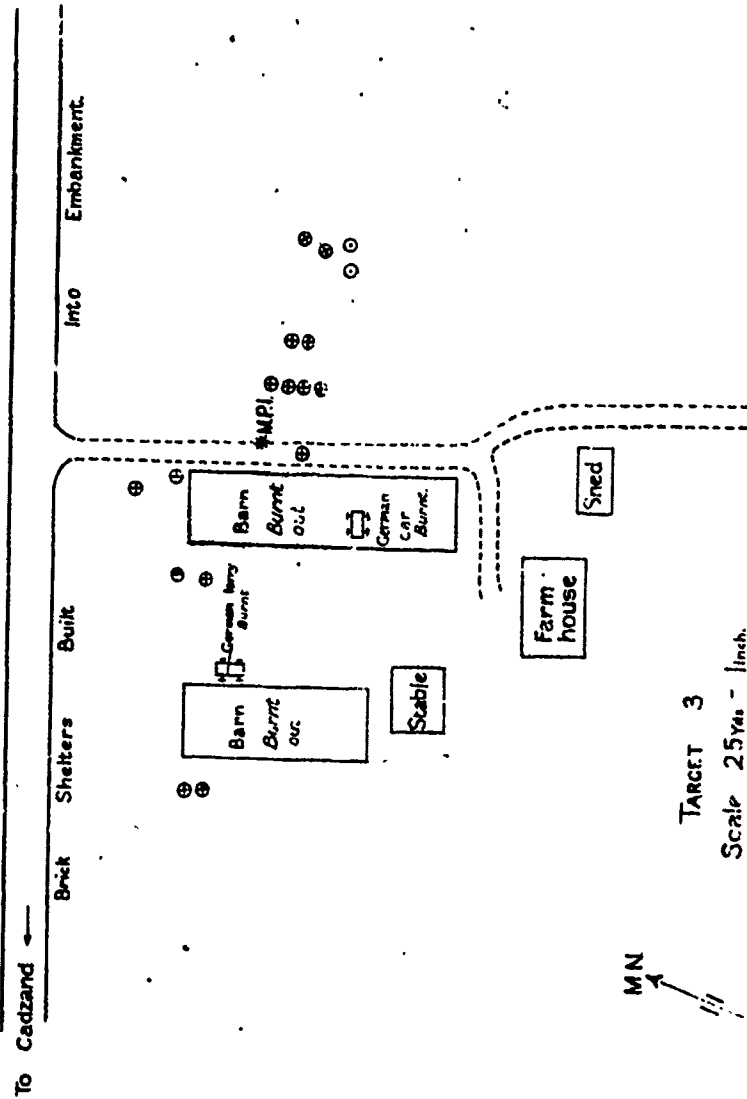 To Cadzand
Brick Shelters Built Into Embankment.
M.P.I.
Barn
Burnt
out
German
car
Burnt.
German lorry
Burnt
Barn
Burnt
out
Stable
Farm
house
Shed
MN
TARGET 3
Scale 25Yds - 1Inch.